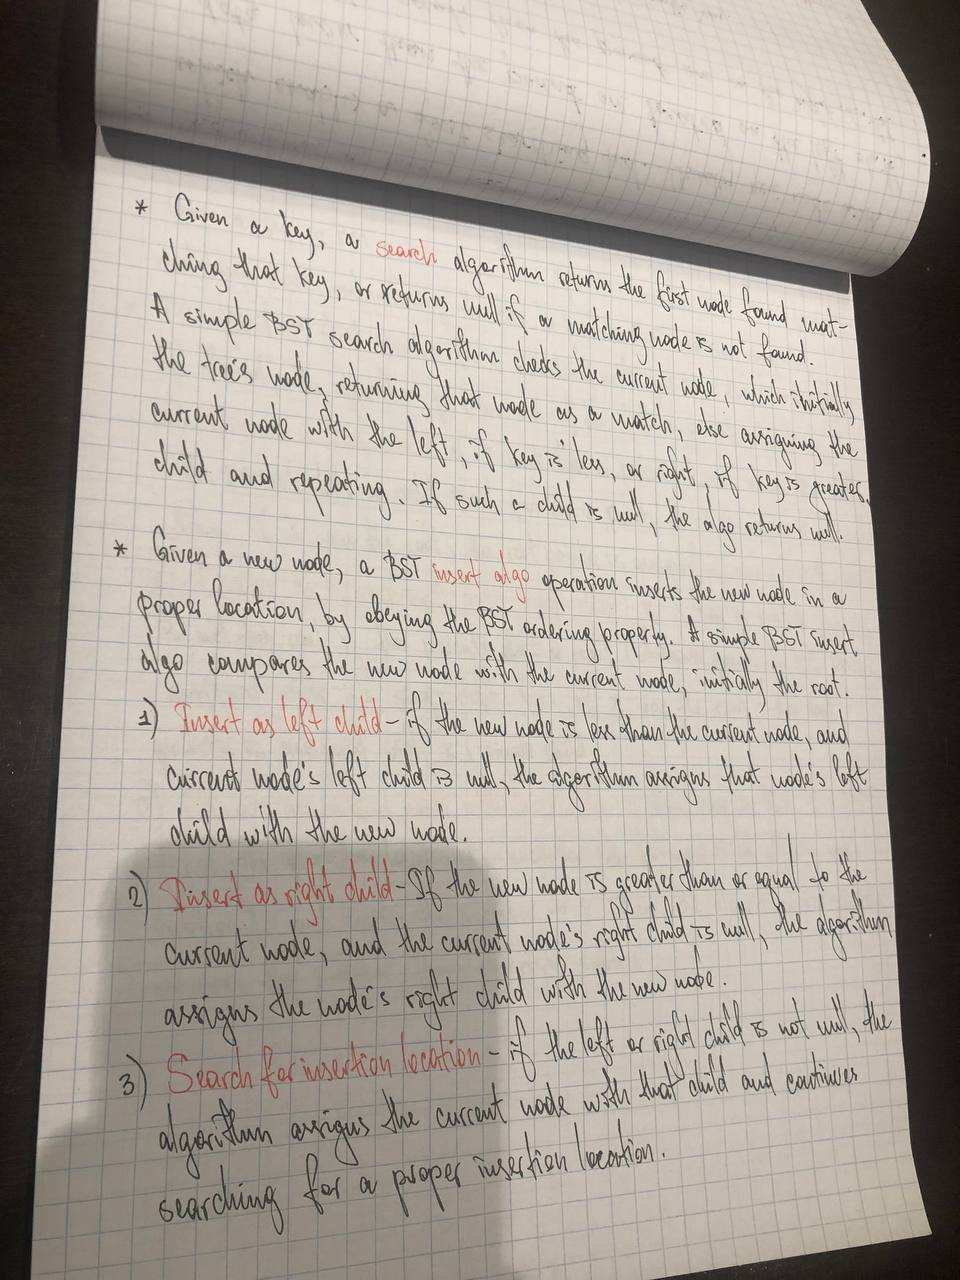 * Given a key, a search algorithm returns the first node found mat-
ching that key, or returns null if a matching node is not found.
A simple BST search algorithm checks the current node, which initially
the tree's node, returning that node as a match, else assigning the
current node with the left, if key is less, or right, if key is greater,
child and repeating. If such a child is null, the algo returns null.
* Given a new node, a BST insert algo operation inserts the new node in a
proper location, by obeying the BST ordering property. A simple BST insert
algo compares the new node with the current node, initially the root.
1) Insert as left child - if the new node is less than the current node, and
current node's left child is null, the algorithm assigns that node's left
child with the new node.
2) Insert as right child - If the new node is greater than or equal to the
current node, and the current node's right child is null, the algorithm
assigns the node's right child with the new node.
3) Search for insertion location - if the left or right child is not null, the
algorithm assigns the current node with that child and continues
searching for a proper insertion location.